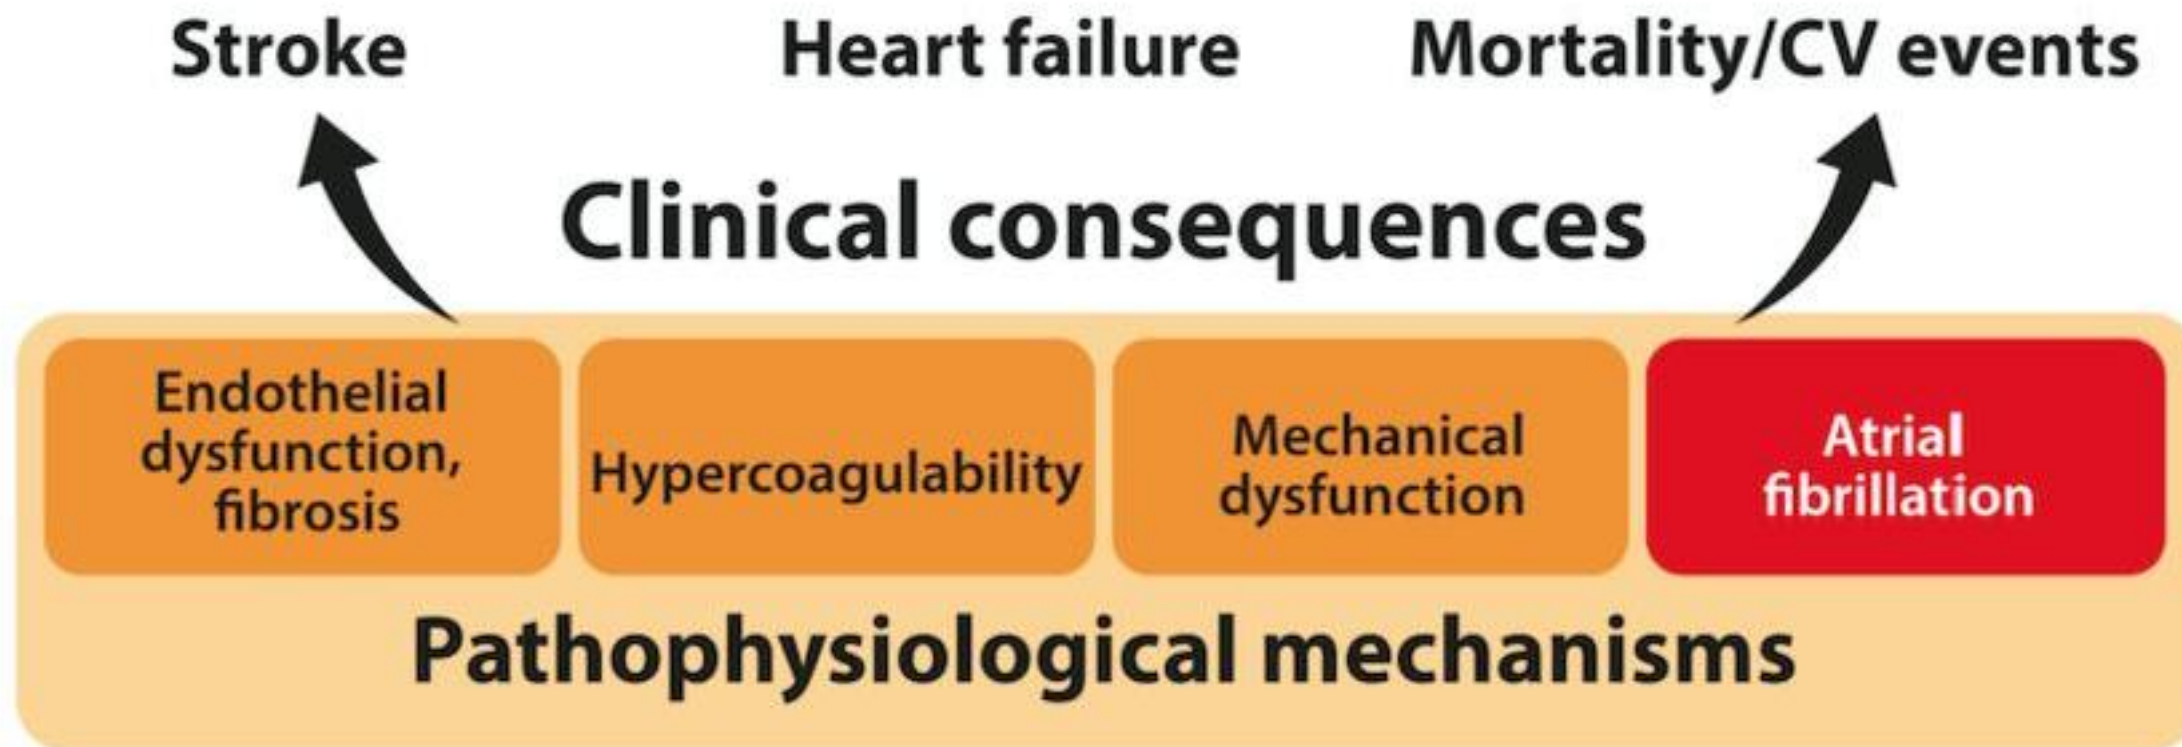 Stroke
Heart failure
Mortality/CV events
Clinical consequences
Endothelial
dysfunction,
fibrosis
Hypercoagulability
Mechanical
dysfunction
Atrial
fibrillation
Pathophysiological mechanisms